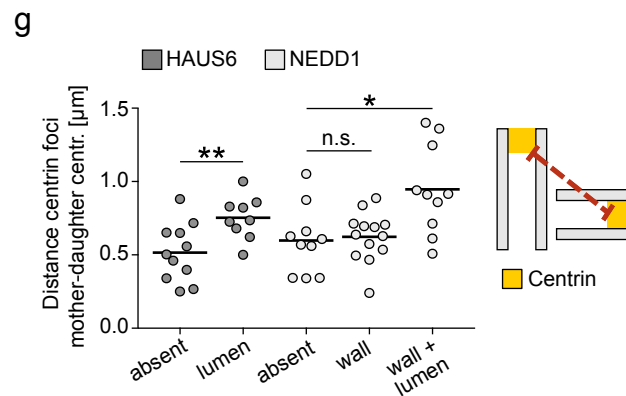 g
HAUS6 NEDD1
Distance centrin foci
mother-daughter centr. [µm]
1.5
1.0
0.5
0.0
**
n.s.
*
absent
lumen
absent
wall
wall +
lumen
Centrin